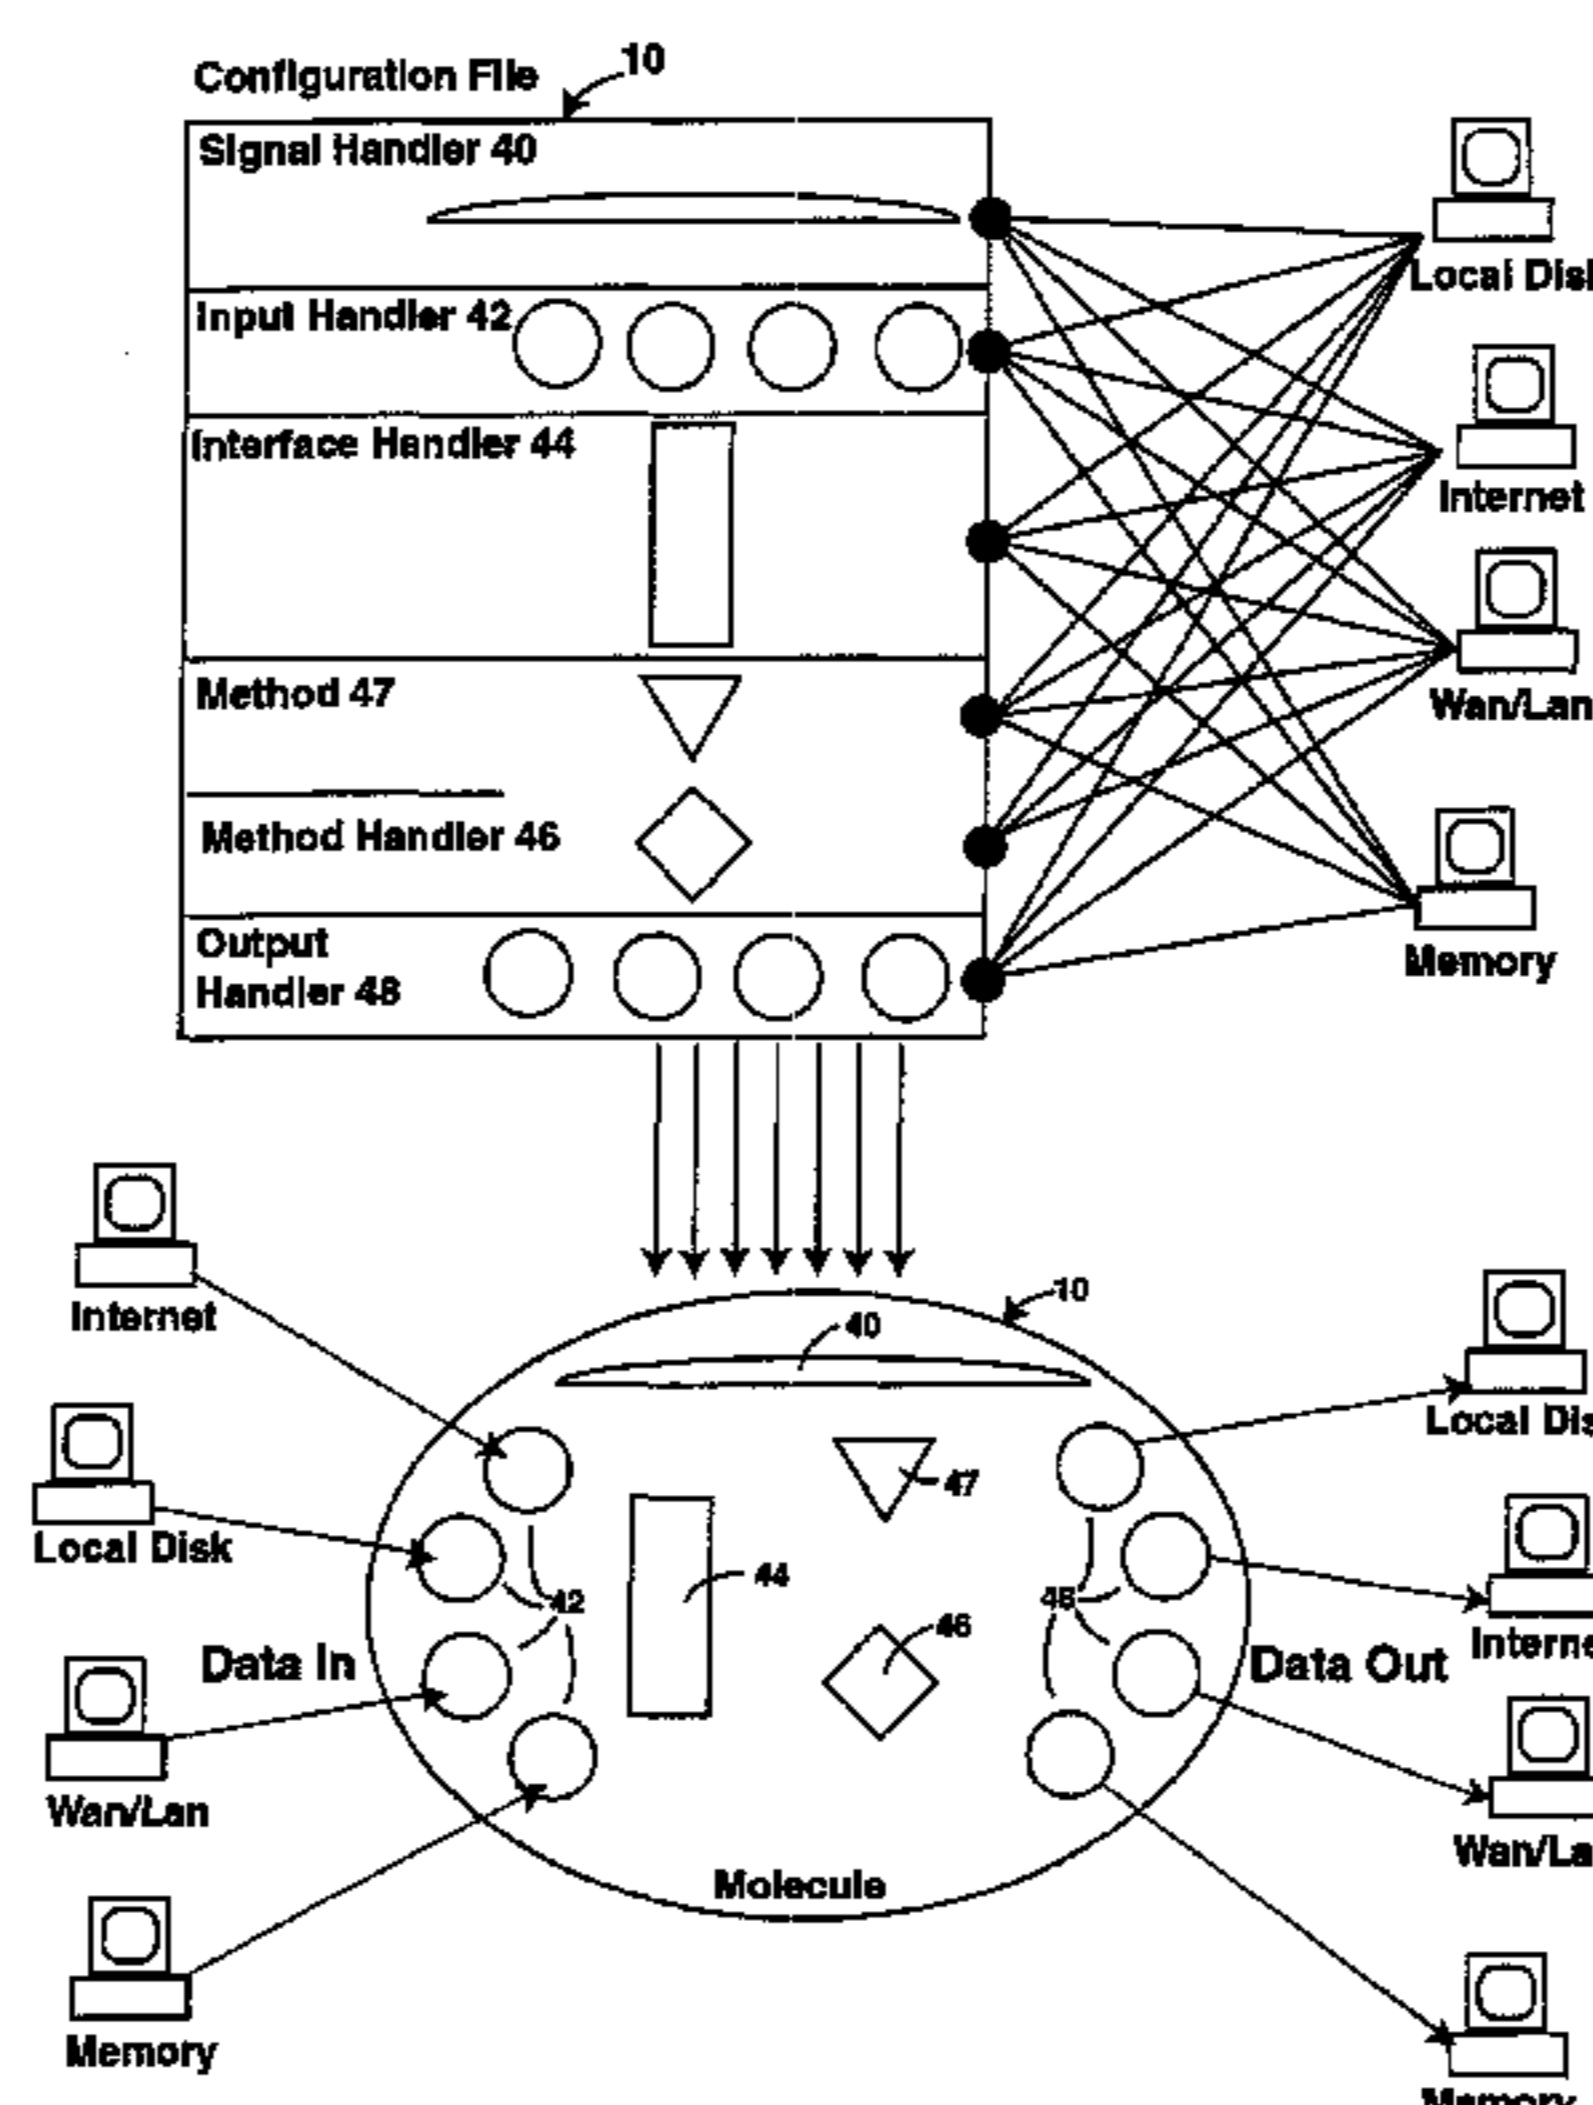 Configuration File
10
Signal Handler 40
Input Handler 42
Interface Handler 44
Method 47
Method Handler 46
Output
Handler 48
Local Disk
Internet
Wan/Lan
Memory
Internet
Local Disk
Data In
Wan/Lan
Memory
10
40
47
44
42
46
Molecule
Data Out
Local Dis
Interne
Wan/La
Memory